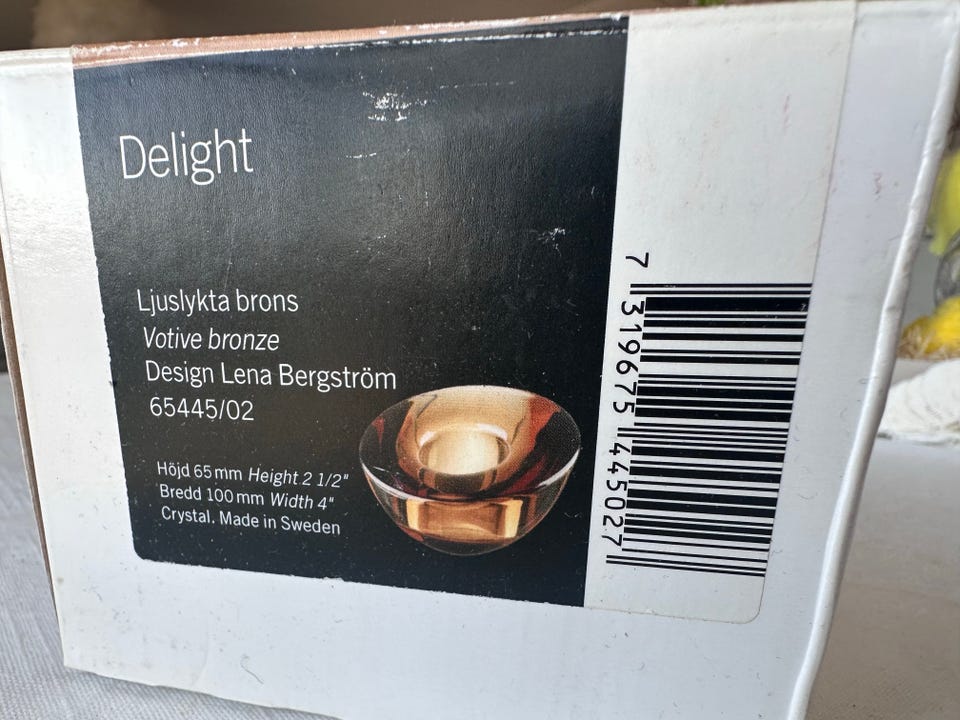 Delight
Ljuslykta brons
Votive bronze
Design Lena Bergström
65445/02
Höjd 65 mm Height 2 1/2"
Bredd 100 mm Width 4"
Crystal. Made in Sweden
7 319675 445027